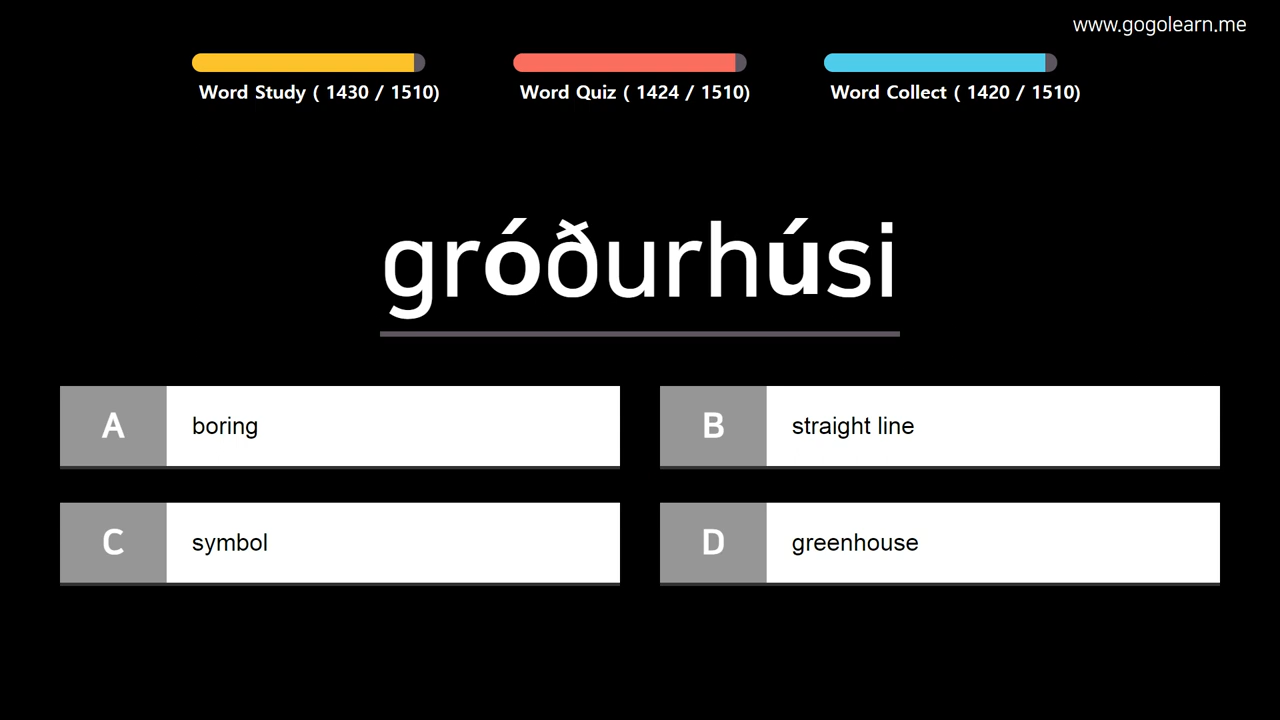 www.gogolearn.me
Word Study ( 1430 / 1510)
Word Quiz ( 1424 / 1510)
Word Collect ( 1420 / 1510)
gróðurhúsi
A boring
B straight line
C symbol
D greenhouse